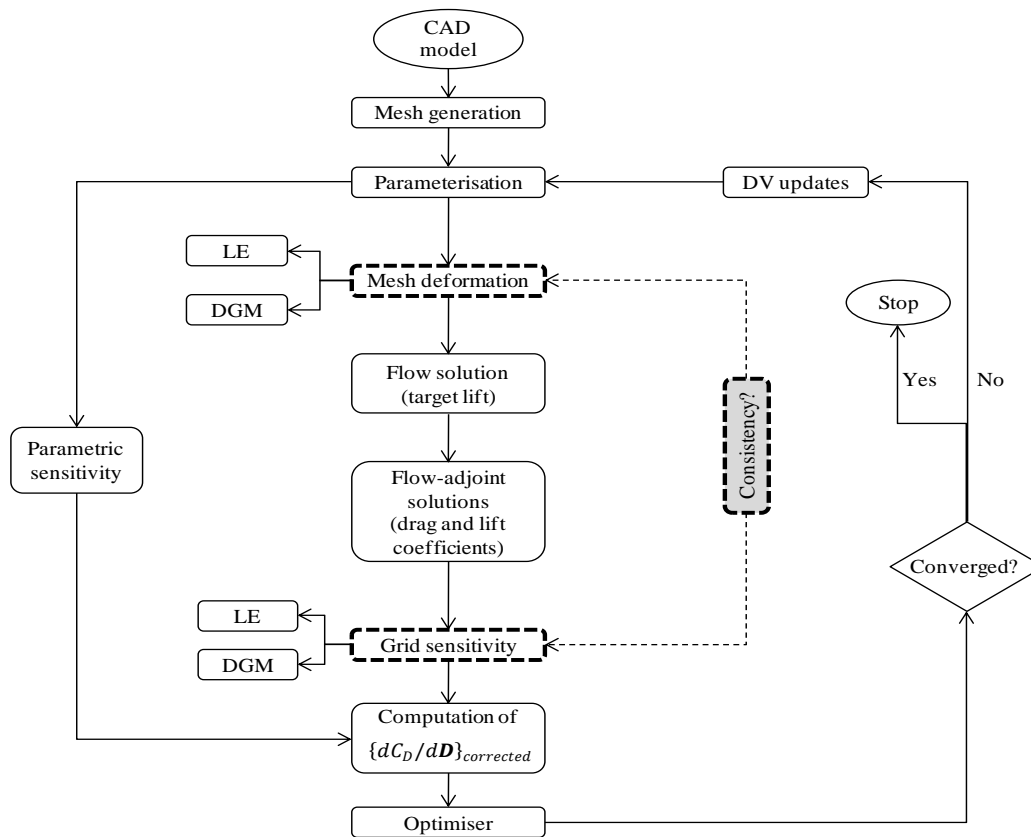 CAD
model
Mesh generation
Parameterisation
DV updates
LE
Mesh deformation
DGM
Stop
Flow solution
(target lift)
Yes
No
Consistency?
Parametric
sensitivity
Flow-adjoint
solutions
(drag and lift
coefficients)
Converged?
LE
Grid sensitivity
DGM
Computation of
{dC_D/dD}_corrected
Optimiser